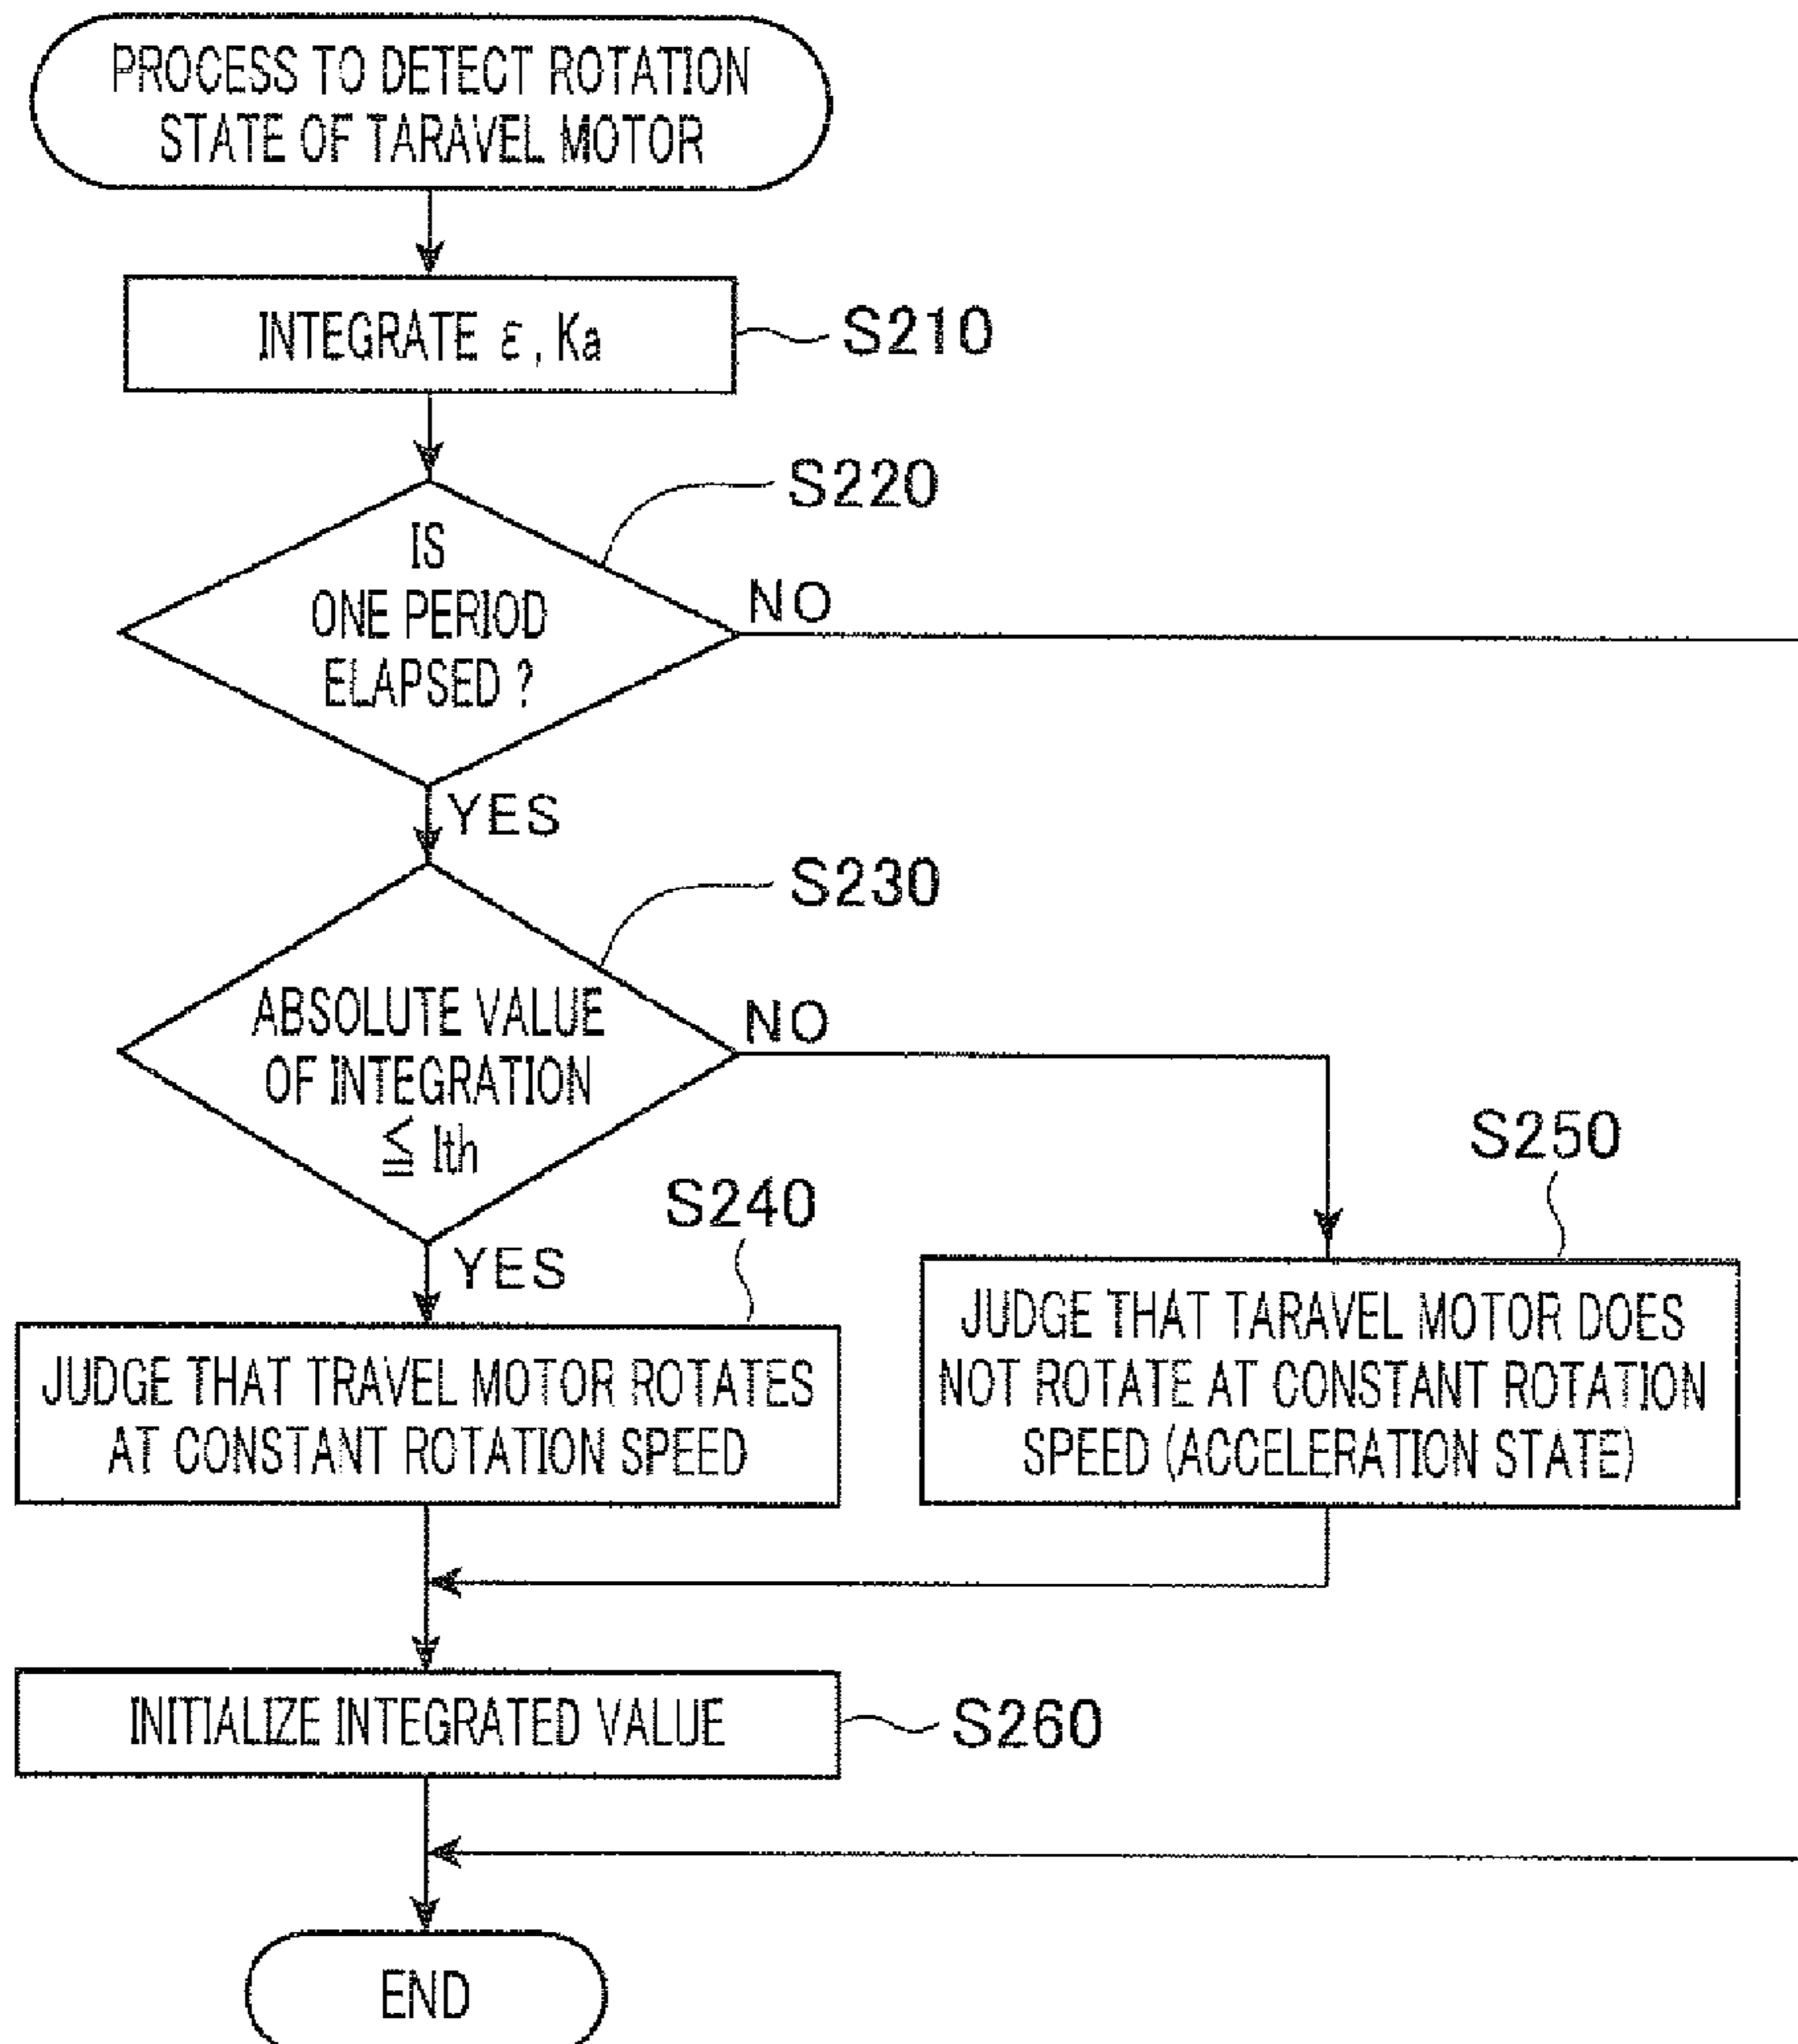 PROCESS TO DETECT ROTATION
STATE OF TARAVEL MOTOR
INTEGRATE ε, Ka
S210
S220
IS
ONE PERIOD
ELAPSED ?
NO
YES
S230
ABSOLUTE VALUE
OF INTEGRATION
≦ Ith
NO
YES
S240
JUDGE THAT TRAVEL MOTOR ROTATES
AT CONSTANT ROTATION SPEED
S250
JUDGE THAT TARAVEL MOTOR DOES
NOT ROTATE AT CONSTANT ROTATION
SPEED (ACCELERATION STATE)
INITIALIZE INTEGRATED VALUE
S260
END